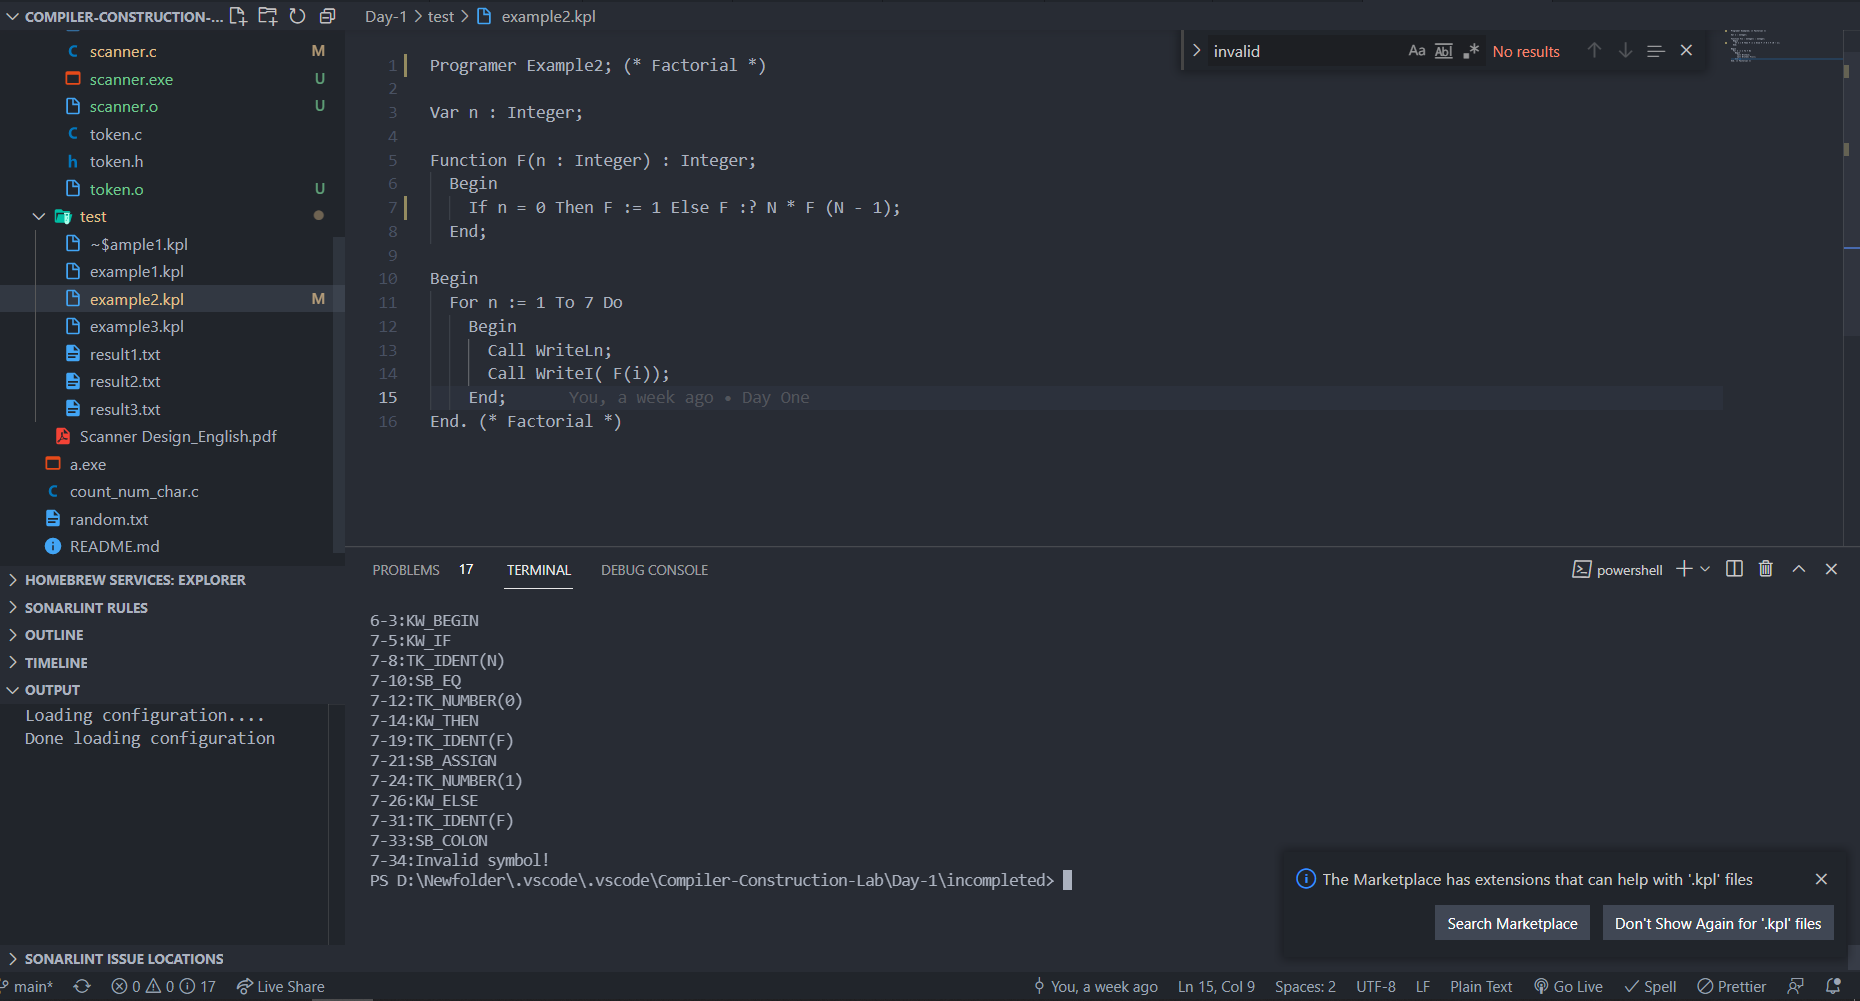 COMPILER-CONSTRUCTION-...
scanner.c M
scanner.exe U
scanner.o U
token.c
token.h
token.o U
test
~$ample1.kpl
example1.kpl
example2.kpl M
example3.kpl
result1.txt
result2.txt
result3.txt
Scanner Design_English.pdf
a.exe
count_num_char.c
random.txt
README.md
HOMEBREW SERVICES: EXPLORER
SONARLINT RULES
OUTLINE
TIMELINE
OUTPUT
Loading configuration....
Done loading configuration
SONARLINT ISSUE LOCATIONS
Day-1 > test > example2.kpl
invalid Aa Abl .* No results
1 Programer Example2; (* Factorial *)
2
3 Var n : Integer;
4
5 Function F(n : Integer) : Integer;
6 Begin
7 If n = 0 Then F := 1 Else F :? N * F (N - 1);
8 End;
9
10 Begin
11 For n := 1 To 7 Do
12 Begin
13 Call WriteLn;
14 Call WriteI( F(i));
15 End; You, a week ago • Day One
16 End. (* Factorial *)
PROBLEMS 17 TERMINAL DEBUG CONSOLE powershell
6-3:KW_BEGIN
7-5:KW_IF
7-8:TK_IDENT(N)
7-10:SB_EQ
7-12:TK_NUMBER(0)
7-14:KW_THEN
7-19:TK_IDENT(F)
7-21:SB_ASSIGN
7-24:TK_NUMBER(1)
7-26:KW_ELSE
7-31:TK_IDENT(F)
7-33:SB_COLON
7-34:Invalid symbol!
PS D:\Newfolder\.vscode\.vscode\Compiler-Construction-Lab\Day-1\incompleted>
The Marketplace has extensions that can help with '.kpl' files
Search Marketplace Don't Show Again for '.kpl' files
main* 0 0 17 Live Share You, a week ago Ln 15, Col 9 Spaces: 2 UTF-8 LF Plain Text Go Live Spell Prettier